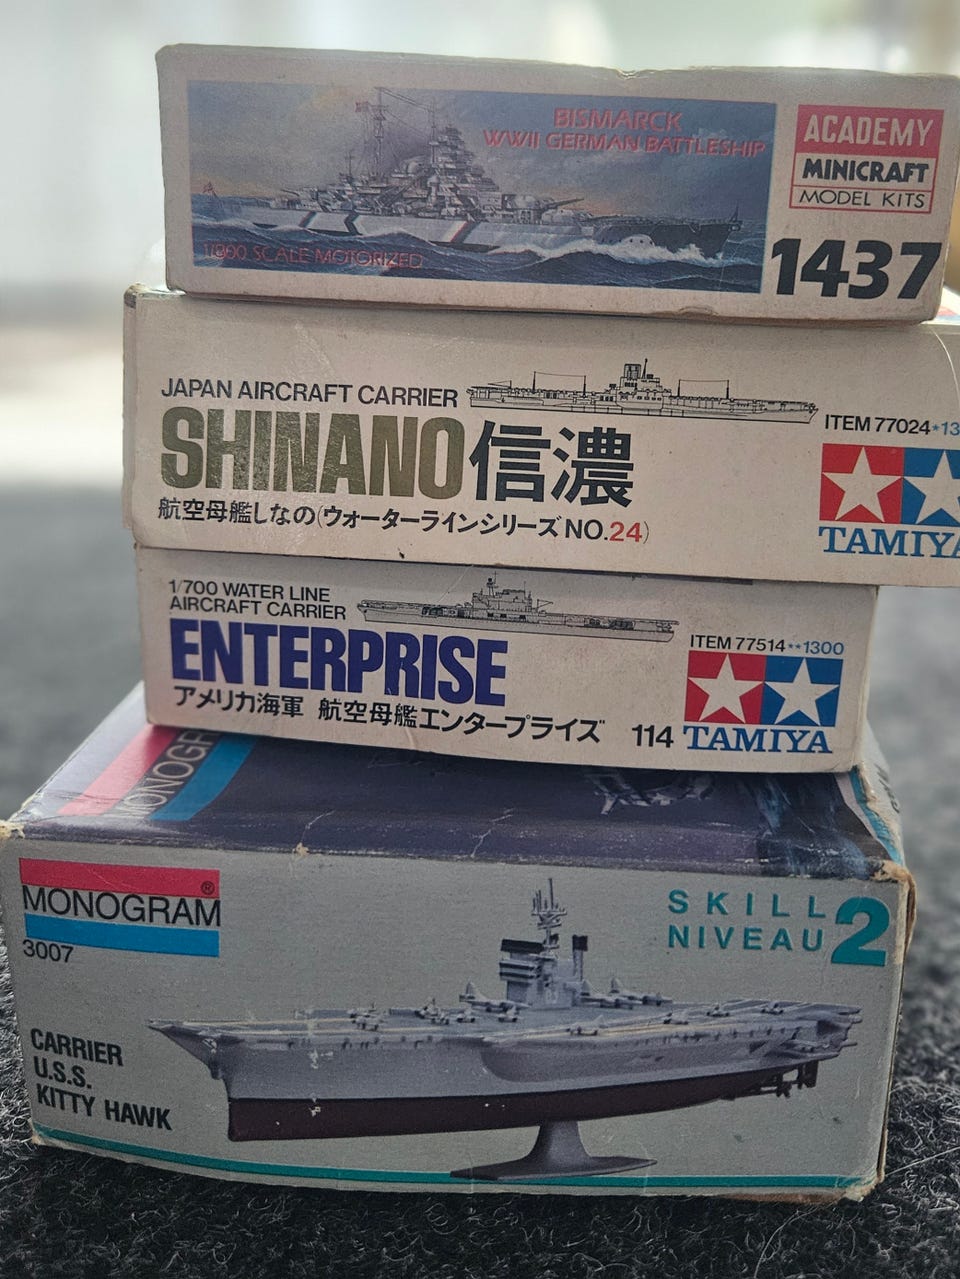 BISMARCK
WWII GERMAN BATTLESHIP
1/800 SCALE MOTORIZED
ACADEMY
MINICRAFT
MODEL KITS
1437
JAPAN AIRCRAFT CARRIER
SHINANO信濃
航空母艦しなの(ウォーターラインシリーズNO.24)
ITEM 77024★13
TAMIYA
1/700 WATER LINE
AIRCRAFT CARRIER
ENTERPRISE
アメリカ海軍 航空母艦エンタープライズ
114
ITEM 77514★★1300
TAMIYA
MONOGR
MONOGRAM®
3007
SKILL
NIVEAU 2
CARRIER
U.S.S.
KITTY HAWK